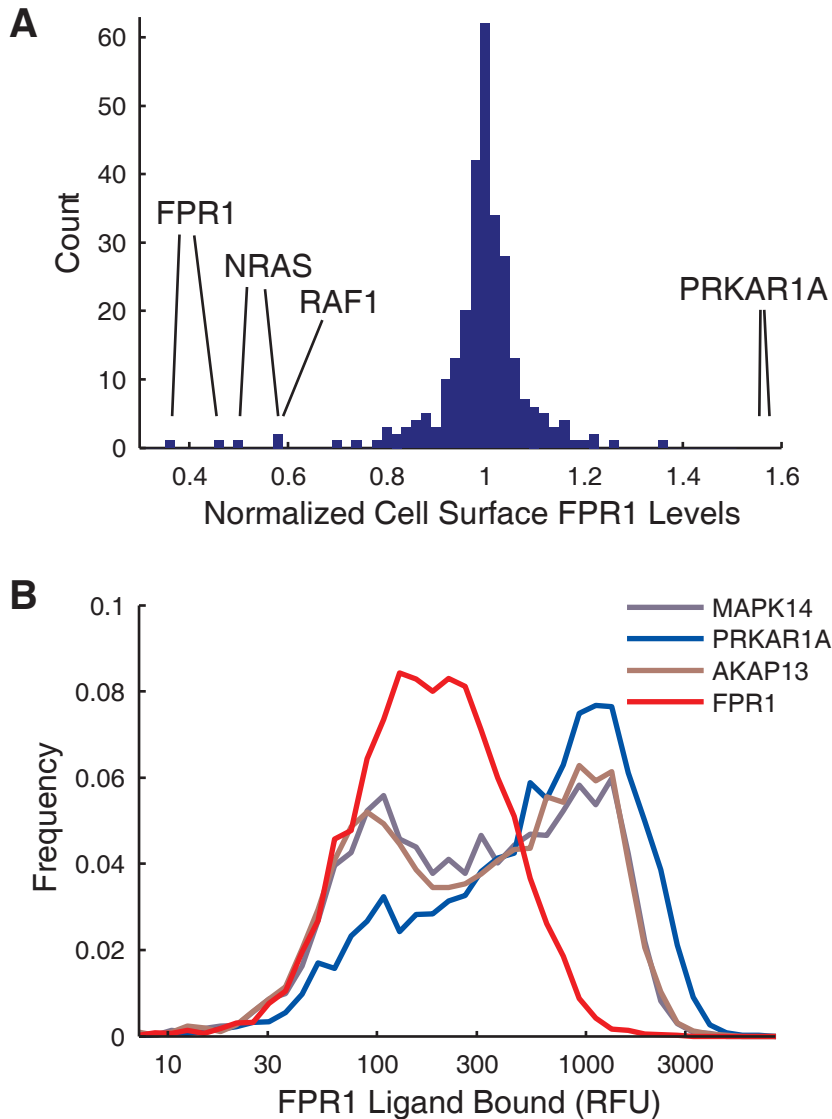 A
60
50
40
30
20
10
0
Count
FPR1
NRAS
RAF1
PRKAR1A
0.4 0.6 0.8 1 1.2 1.4 1.6
Normalized Cell Surface FPR1 Levels
B
0.1
0.08
0.06
0.04
0.02
0
Frequency
MAPK14
PRKAR1A
AKAP13
FPR1
10 30 100 300 1000 3000
FPR1 Ligand Bound (RFU)